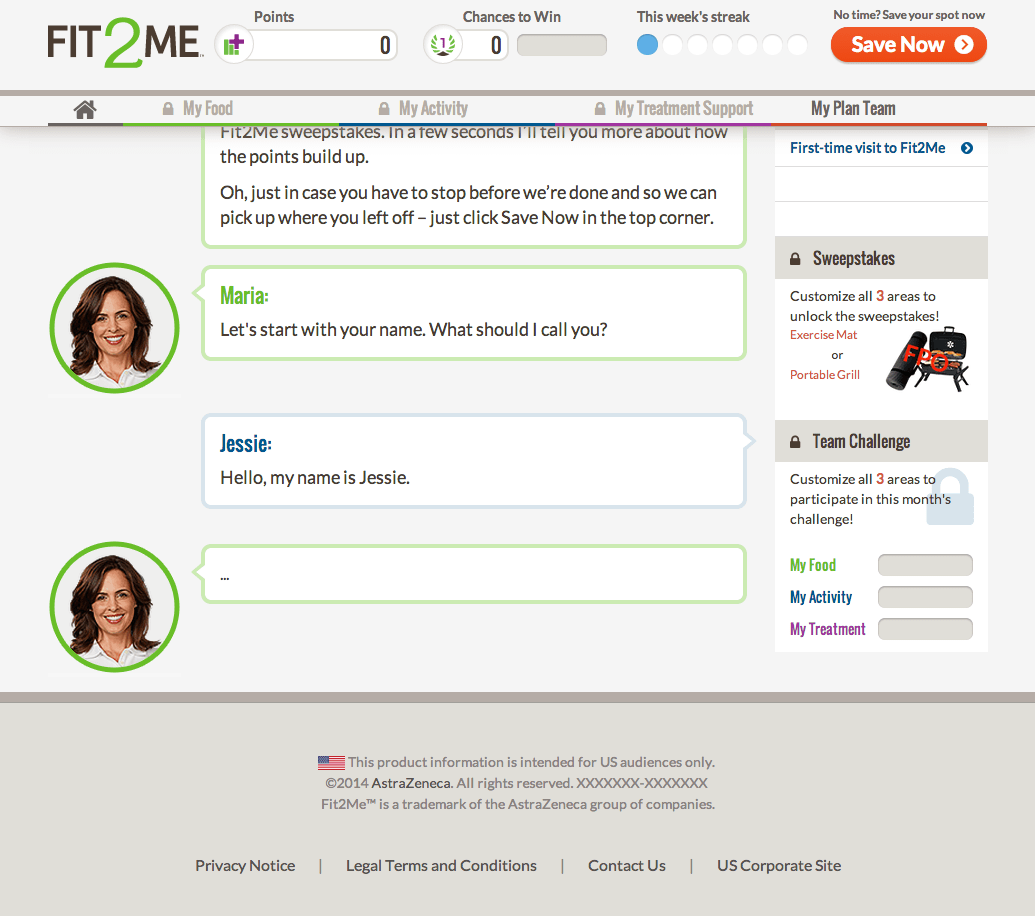 FIT2ME™
Points
0
Chances to Win
1
0
This week's streak
No time? Save your spot now
Save Now
My Food
My Activity
My Treatment Support
My Plan Team
Fit2Me sweepstakes. In a few seconds I'll tell you more about how
the points build up.
Oh, just in case you have to stop before we’re done and so we can
pick up where you left off – just click Save Now in the top corner.
Maria:
Let's start with your name. What should I call you?
Jessie:
Hello, my name is Jessie.
...
First-time visit to Fit2Me
Sweepstakes
Customize all 3 areas to
unlock the sweepstakes!
Exercise Mat
or
Portable Grill
FPO
Team Challenge
Customize all 3 areas to
participate in this month's
challenge!
My Food
My Activity
My Treatment
This product information is intended for US audiences only.
©2014 AstraZeneca. All rights reserved. XXXXXXX-XXXXXXX
Fit2Me™ is a trademark of the AstraZeneca group of companies.
Privacy Notice | Legal Terms and Conditions | Contact Us | US Corporate Site